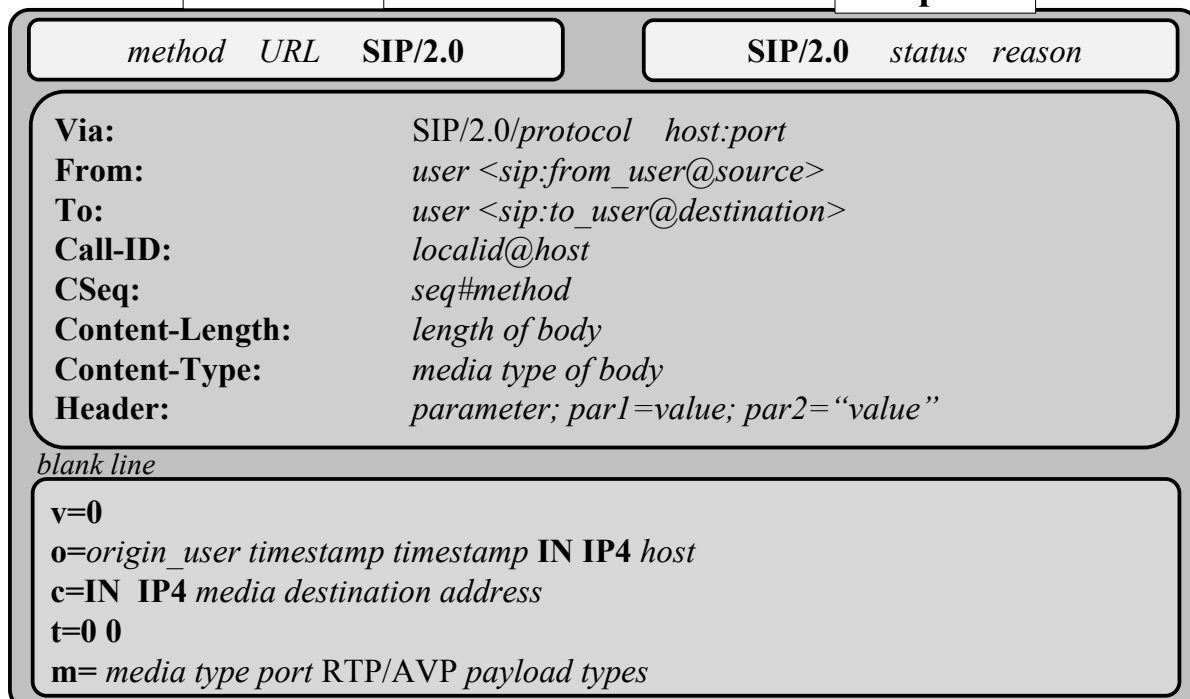 method URL SIP/2.0
SIP/2.0 status reason
Via: SIP/2.0/protocol host:port
From: user <sip:from_user@source>
To: user <sip:to_user@destination>
Call-ID: localid@host
CSeq: seq#method
Content-Length: length of body
Content-Type: media type of body
Header: parameter; par1=value; par2=“value”
blank line
v=0
o=origin_user timestamp timestamp IN IP4 host
c=IN IP4 media destination address
t=0 0
m= media type port RTP/AVP payload types